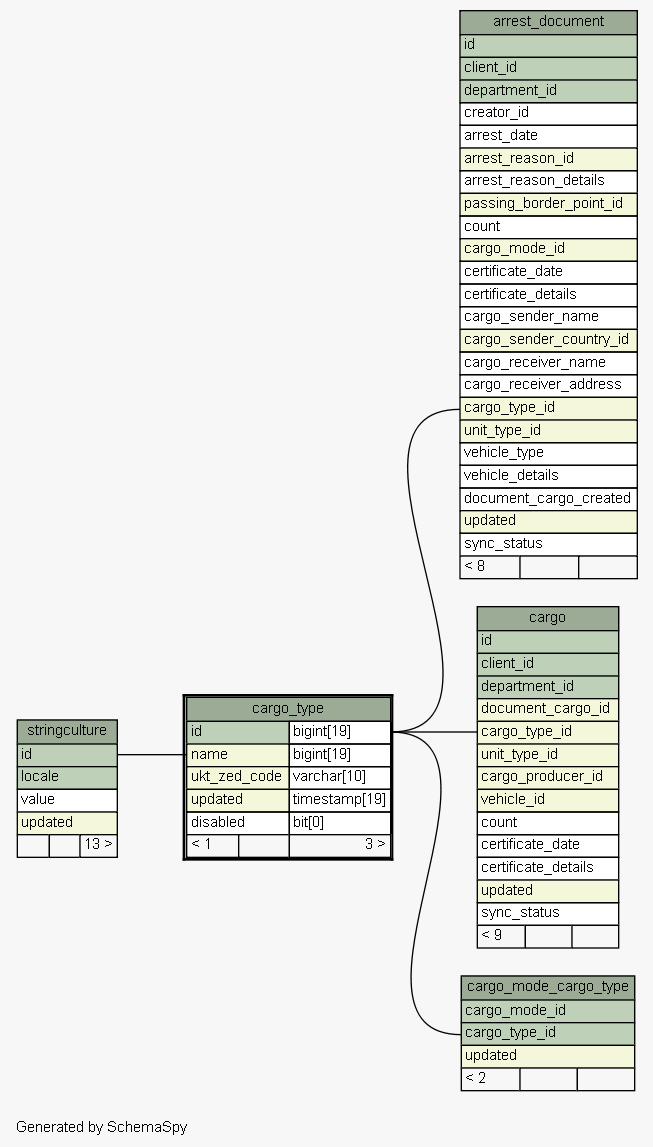 arrest_document
id
client_id
department_id
creator_id
arrest_date
arrest_reason_id
arrest_reason_details
passing_border_point_id
count
cargo_mode_id
certificate_date
certificate_details
cargo_sender_name
cargo_sender_country_id
cargo_receiver_name
cargo_receiver_address
cargo_type_id
unit_type_id
vehicle_type
vehicle_details
document_cargo_created
updated
sync_status
< 8
cargo
id
client_id
department_id
document_cargo_id
cargo_type_id
unit_type_id
cargo_producer_id
vehicle_id
count
certificate_date
certificate_details
updated
sync_status
< 9
cargo_type
id bigint[19]
name bigint[19]
ukt_zed_code varchar[10]
updated timestamp[19]
disabled bit[0]
< 1 3 >
stringculture
id
locale
value
updated
13 >
cargo_mode_cargo_type
cargo_mode_id
cargo_type_id
updated
< 2
Generated by SchemaSpy